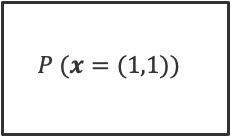 P (x = (1,1))